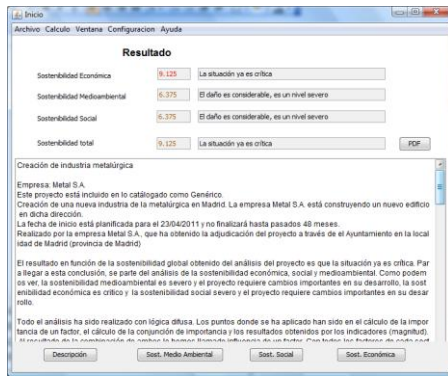 Inicio
Archivo Calculo Ventana Configuracion Ayuda
Resultado
Sostenibilidad Económica 9.125 La situación ya es crítica
Sostenibilidad Medioambiental 6.375 El daño es considerable, es un nivel severo
Sostenibilidad Social 6.375 El daño es considerable, es un nivel severo
Sostenibilidad total 9.125 La situación ya es crítica PDF
Creación de industria metalúrgica
Empresa: Metal S.A.
Este proyecto está incluido en lo catálogado como Genérico.
Creación de una nueva industria de la metalúrgica en Madrid. La empresa Metal S.A. está construyendo un nuevo edificio
en dicha dirección.
La fecha de inicio está planificada para el 23/04/2011 y no finalizará hasta pasados 48 meses.
Realizado por la empresa Metal S.A., que ha obtenido la adjudicación del proyecto a través de el Ayuntamiento en la local
idad de Madrid (provincia de Madrid)
El resultado en función de la sostenibilidad global obtenido del análisis del proyecto es que la situación ya es crítica. Par
a llegar a esta conclusión, se parte del análisis de la sostenibilidad económica, social y medioambiental. Como podem
os ver, la sostenibilidad medioambiental es severo y el proyecto requiere cambios importantes en su desarrollo, la sost
enibilidad económica es crítico y la sostenibilidad social severo y el proyecto requiere cambios importantes en su desar
rollo.
Todo el análisis ha sido realizado con lógica difusa. Los puntos donde se ha aplicado han sido en el cálculo de la impor
tancia de un factor, el cálculo de la conjunción de importancia y los resultados obtenidos por los indicadores (magnitud).
Descripción Sost. Medio Ambiental Sost. Social Sost. Económica